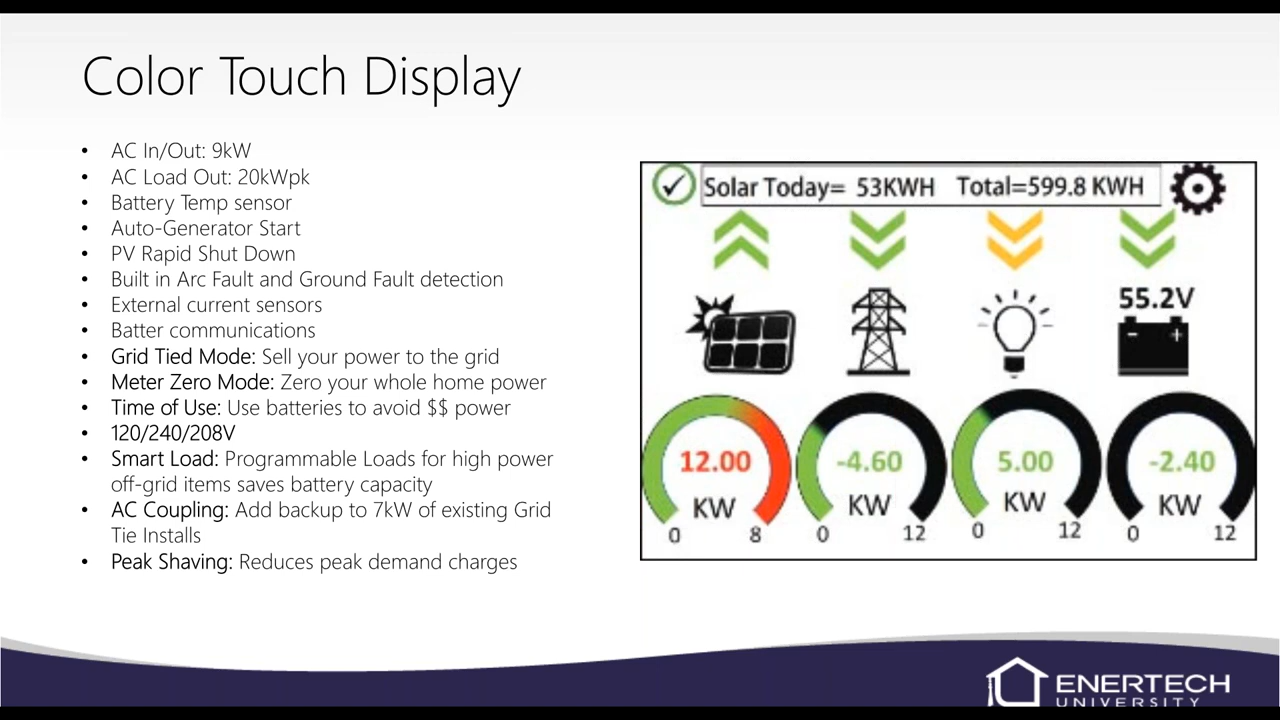 Color Touch Display
• AC In/Out: 9kW
• AC Load Out: 20kWpk
• Battery Temp sensor
• Auto-Generator Start
• PV Rapid Shut Down
• Built in Arc Fault and Ground Fault detection
• External current sensors
• Batter communications
• Grid Tied Mode: Sell your power to the grid
• Meter Zero Mode: Zero your whole home power
• Time of Use: Use batteries to avoid $$ power
• 120/240/208V
• Smart Load: Programmable Loads for high power
off-grid items saves battery capacity
• AC Coupling: Add backup to 7kW of existing Grid
Tie Installs
• Peak Shaving: Reduces peak demand charges
Solar Today= 53KWH Total=599.8 KWH
55.2V
12.00 -4.60 5.00 -2.40
KW KW KW KW
0 8 0 12 0 12 0 12
ENERTECH
UNIVERSITY